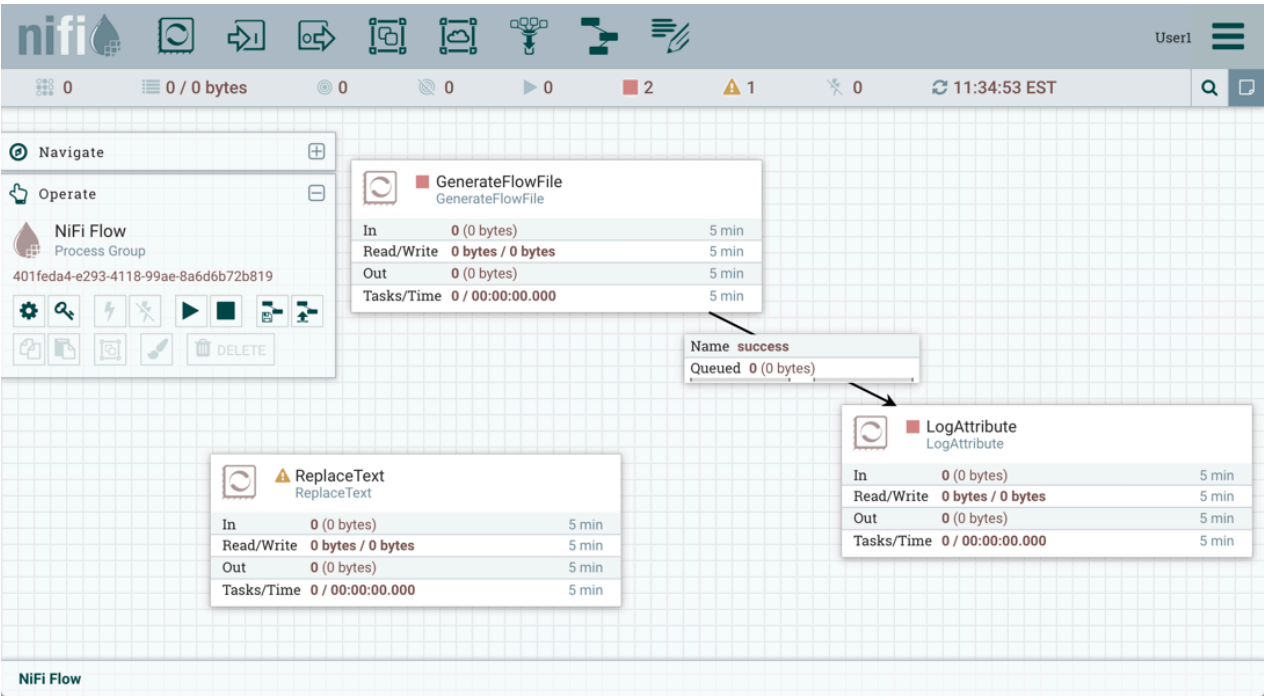 nifi
User1
0
0 / 0 bytes
0
0
0
2
1
0
11:34:53 EST
Navigate
Operate
NiFi Flow
Process Group
401feda4-e293-4118-99ae-8a6d6b72b819
DELETE
GenerateFlowFile
GenerateFlowFile
In 0 (0 bytes) 5 min
Read/Write 0 bytes / 0 bytes 5 min
Out 0 (0 bytes) 5 min
Tasks/Time 0 / 00:00:00.000 5 min
Name success
Queued 0 (0 bytes)
LogAttribute
LogAttribute
In 0 (0 bytes) 5 min
Read/Write 0 bytes / 0 bytes 5 min
Out 0 (0 bytes) 5 min
Tasks/Time 0 / 00:00:00.000 5 min
ReplaceText
ReplaceText
In 0 (0 bytes) 5 min
Read/Write 0 bytes / 0 bytes 5 min
Out 0 (0 bytes) 5 min
Tasks/Time 0 / 00:00:00.000 5 min
NiFi Flow